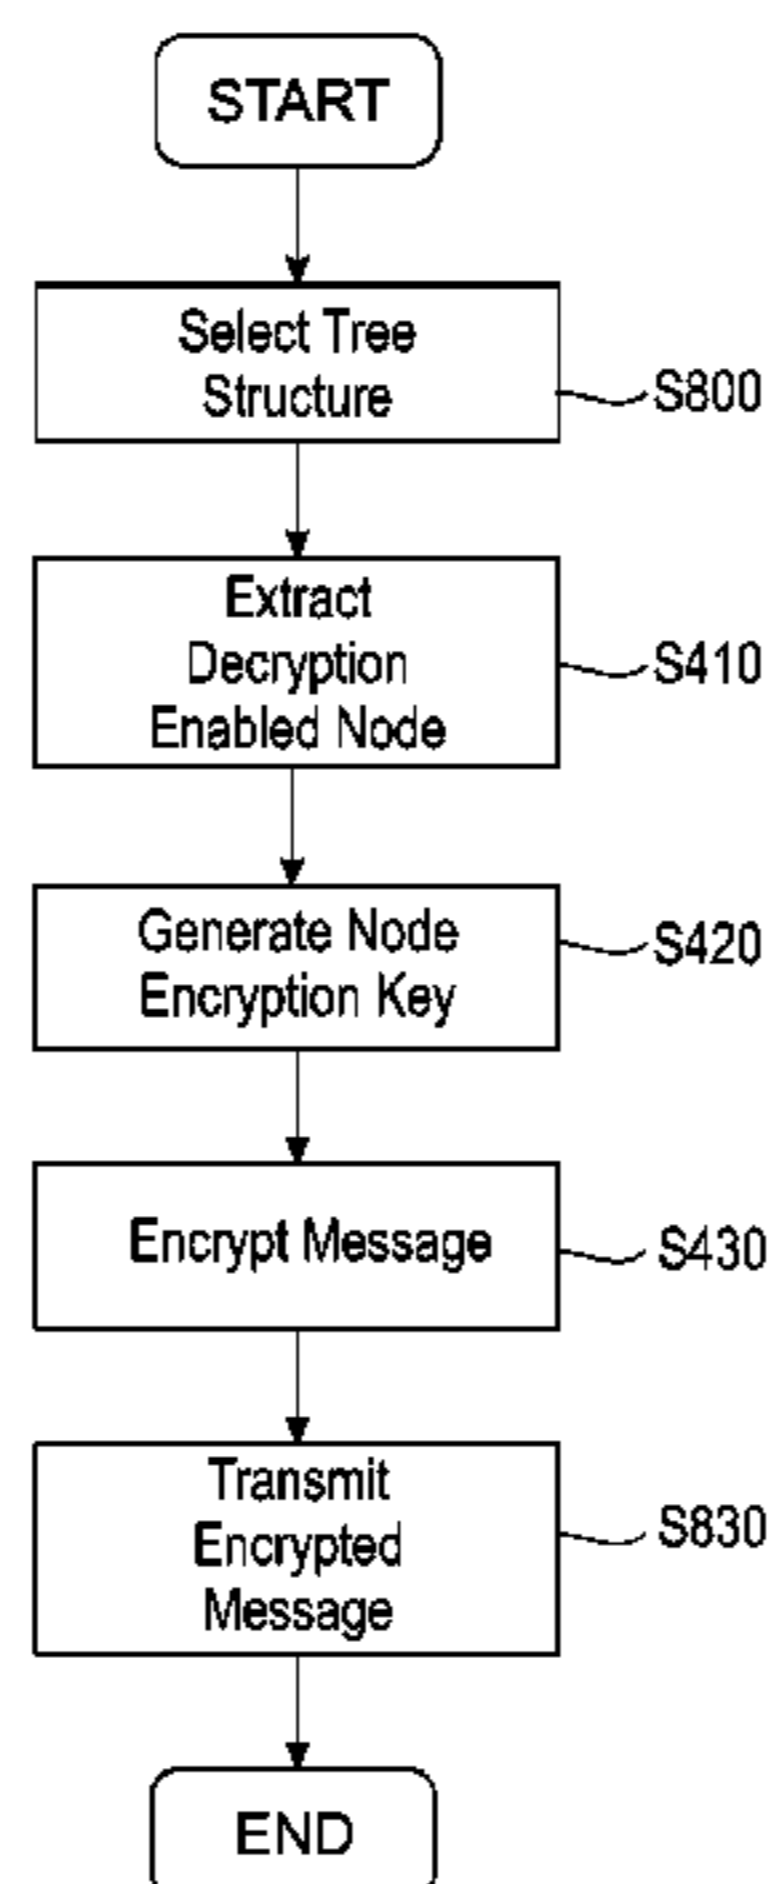 START
Select Tree
Structure
S800
Extract
Decryption
Enabled Node
S410
Generate Node
Encryption Key
S420
Encrypt Message
S430
Transmit
Encrypted
Message
S830
END